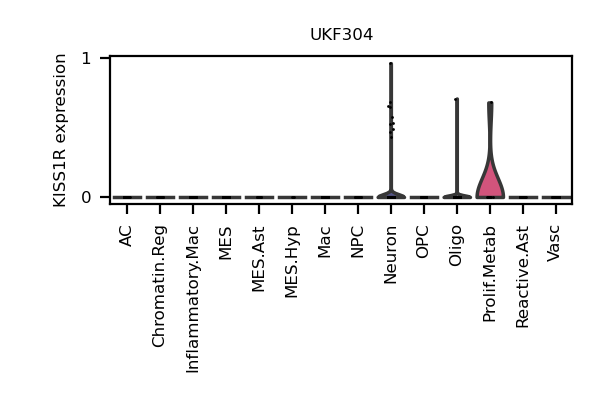 UKF304
KISS1R expression
1
0
AC
Chromatin.Reg
Inflammatory.Mac
MES
MES.Ast
MES.Hyp
Mac
NPC
Neuron
OPC
Oligo
Prolif.Metab
Reactive.Ast
Vasc